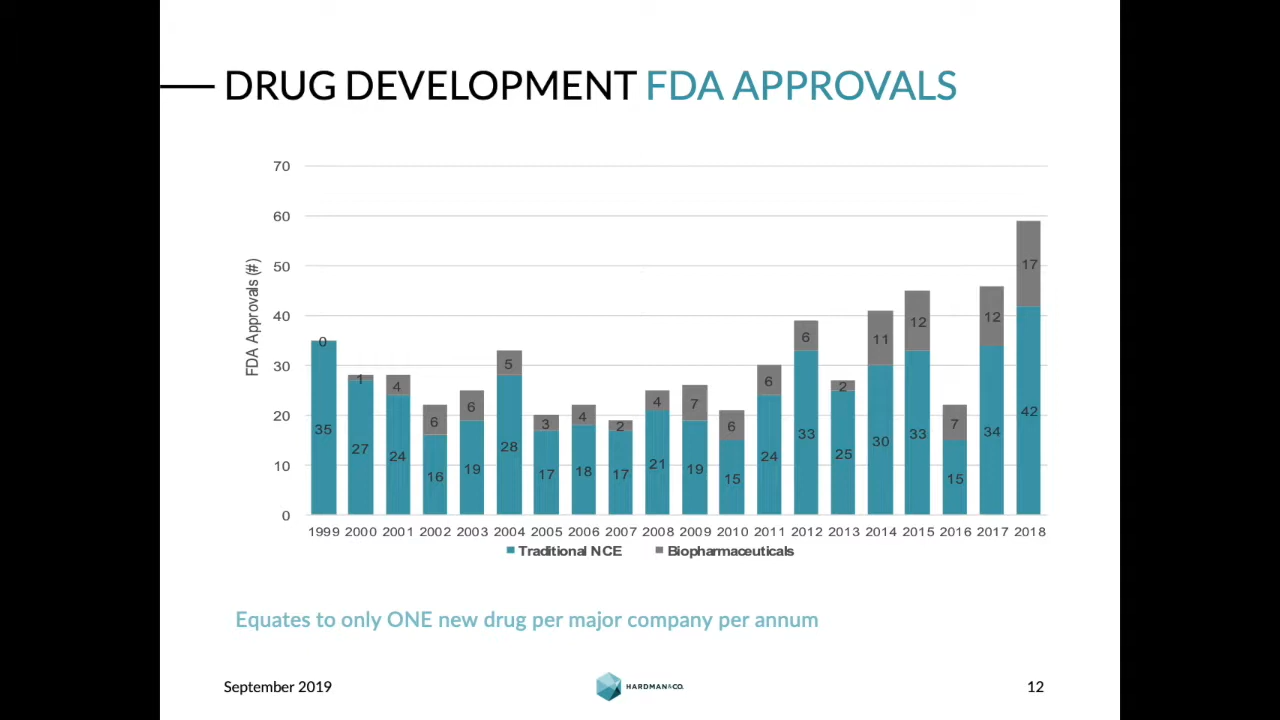 DRUG DEVELOPMENT FDA APPROVALS
70
60
50
40
30
20
10
0
FDA Approvals (#)
0 1 4 6 6 5 3 4 2 4 7 6 6 6 2 11 12 7 12 17
35 27 24 16 19 28 17 18 17 21 19 15 24 33 25 30 33 15 34 42
1999 2000 2001 2002 2003 2004 2005 2006 2007 2008 2009 2010 2011 2012 2013 2014 2015 2016 2017 2018
Traditional NCE Biopharmaceuticals
Equates to only ONE new drug per major company per annum
September 2019 HARDMAN&CO. 12